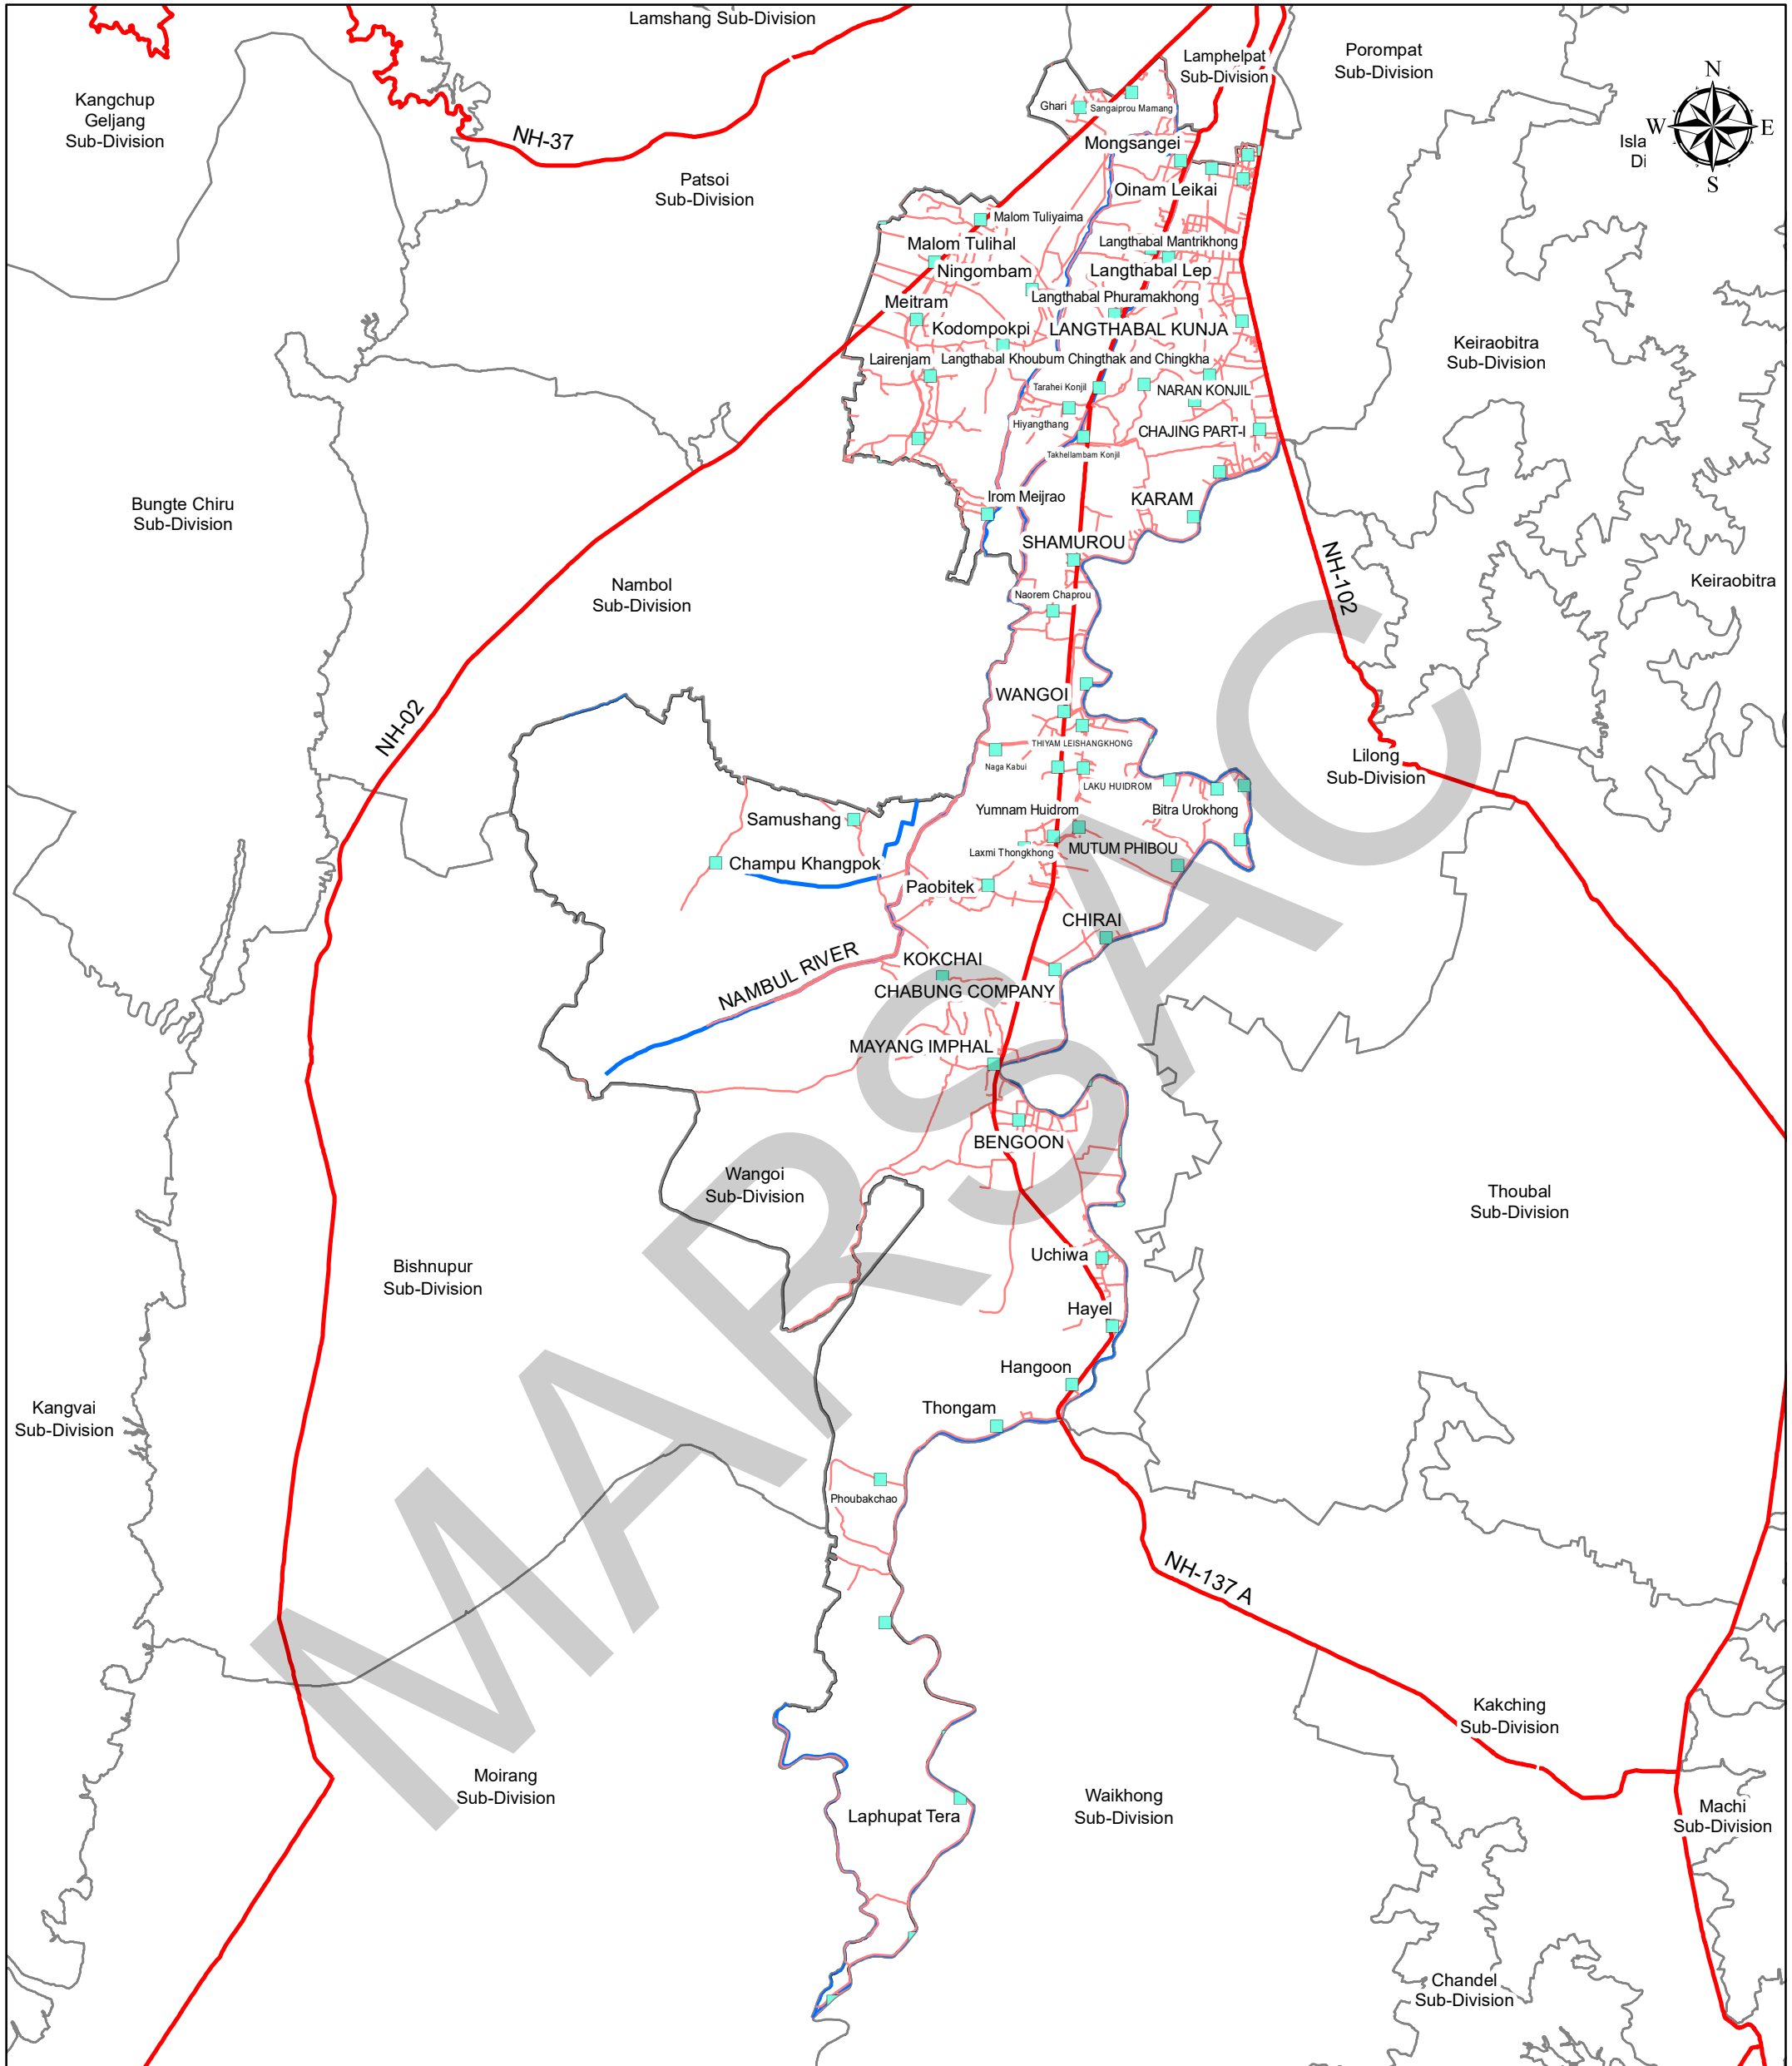 Lamshang Sub-Division
Lamphelpat
Sub-Division
Porompat
Sub-Division
Kangchup
Geljang
Sub-Division
N
W
E
S
Isla
Di
NH-37
Ghari
Sangaiprou Mamang
Mongsangei
Patsoi
Sub-Division
Oinam Leikai
Malom Tuliyaima
Malom Tulihal
Langthabal Mantrikhong
Ningombam
Langthabal Lep
Meitram
Langthabal Phuramakhong
Kodompokpi
LANGTHABAL KUNJA
Keiraobitra
Sub-Division
Lairenjam
Langthabal Khoubum Chingthak and Chingkha
Tarahei Konjil
NARAN KONJIL
Hiyangthang
CHAJING PART-I
Takhellambam Konjil
Irom Meijrao
KARAM
Bungte Chiru
Sub-Division
SHAMUROU
NH-102
Keiraobitra
Nambol
Sub-Division
Naorem Chaprou
WANGOI
NH-02
THIYAM LEISHANGKHONG
Naga Kabui
Lilong
Sub-Division
LAKU HUIDROM
Yumnam Huidrom
Bitra Urokhong
Samushang
Laxmi Thongkhong
MUTUM PHIBOU
Champu Khangpok
Paobitek
CHIRAI
NAMBUL RIVER
KOKCHAI
CHABUNG COMPANY
MAYANG IMPHAL
BENGOON
Wangoi
Sub-Division
Thoubal
Sub-Division
Uchiwa
Bishnupur
Sub-Division
Hayel
Hangoon
Kangvai
Sub-Division
Thongam
Phoubakchao
NH-137 A
Kakching
Sub-Division
Moirang
Sub-Division
Waikhong
Sub-Division
Laphupat Tera
Machi
Sub-Division
Chandel
Sub-Division
MARSAC